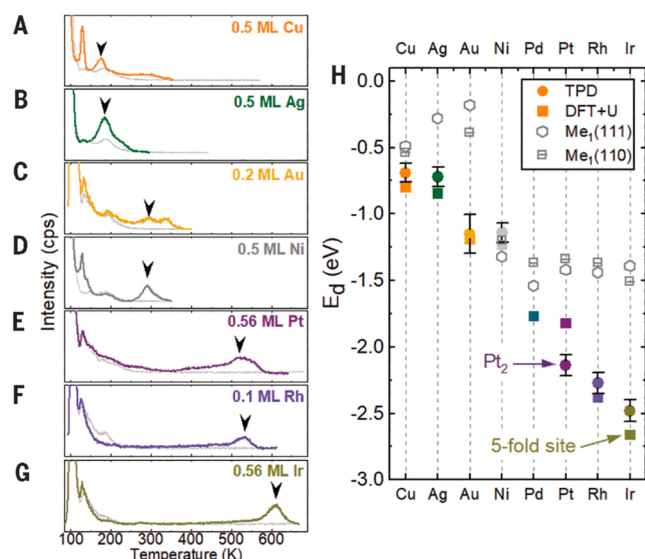 A
0.5 ML Cu
B
0.5 ML Ag
C
0.2 ML Au
D
0.5 ML Ni
E
0.56 ML Pt
F
0.1 ML Rh
G
0.56 ML Ir
Intensity (cps)
100 200 300 400 500 600
Temperature (K)
H
Cu Ag Au Ni Pd Pt Rh Ir
0.0
-0.5
-1.0
-1.5
-2.0
-2.5
-3.0
Ed (eV)
TPD
DFT+U
Me1(111)
Me1(110)
Pt2
5-fold site
Cu Ag Au Ni Pd Pt Rh Ir